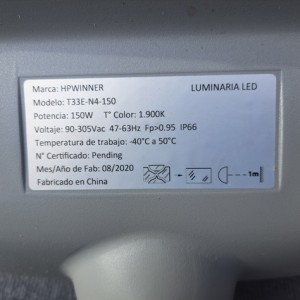 Marca: HPWINNER LUMINARIA LED
Modelo: T33E-N4-150
Potencia: 150W T° Color: 1.900K
Voltaje: 90-305Vac 47-63Hz Fp>0.95 IP66
Temperatura de trabajo: -40°C a 50°C
N° Certificado: Pending
Mes/Año de Fab: 08/2020
Fabricado en China
1m